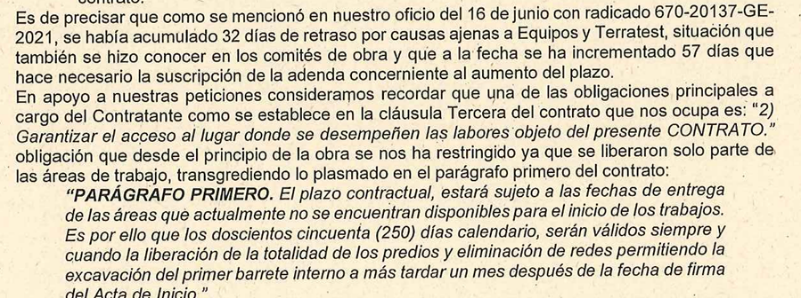 contrato.
Es de precisar que como se mencionó en nuestro oficio del 16 de junio con radicado 670-20137-GE-
2021, se había acumulado 32 días de retraso por causas ajenas a Equipos y Terratest, situación que
también se hizo conocer en los comités de obra y que a la fecha se ha incrementado 57 días que
hace necesario la suscripción de la adenda concerniente al aumento del plazo.
En apoyo a nuestras peticiones consideramos recordar que una de las obligaciones principales a
cargo del Contratante como se establece en la cláusula Tercera del contrato que nos ocupa es: “2)
Garantizar el acceso al lugar donde se desempeñen las labores objeto del presente CONTRATO.”
obligación que desde el principio de la obra se nos ha restringido ya que se liberaron solo parte de
las áreas de trabajo, transgrediendo lo plasmado en el parágrafo primero del contrato:
“PARÁGRAFO PRIMERO. El plazo contractual, estará sujeto a las fechas de entrega
de las áreas que actualmente no se encuentran disponibles para el inicio de los trabajos.
Es por ello que los doscientos cincuenta (250) días calendario, serán válidos siempre y
cuando la liberación de la totalidad de los predios y eliminación de redes permitiendo la
excavación del primer barrete interno a más tardar un mes después de la fecha de firma
del Acta de Inicio.”